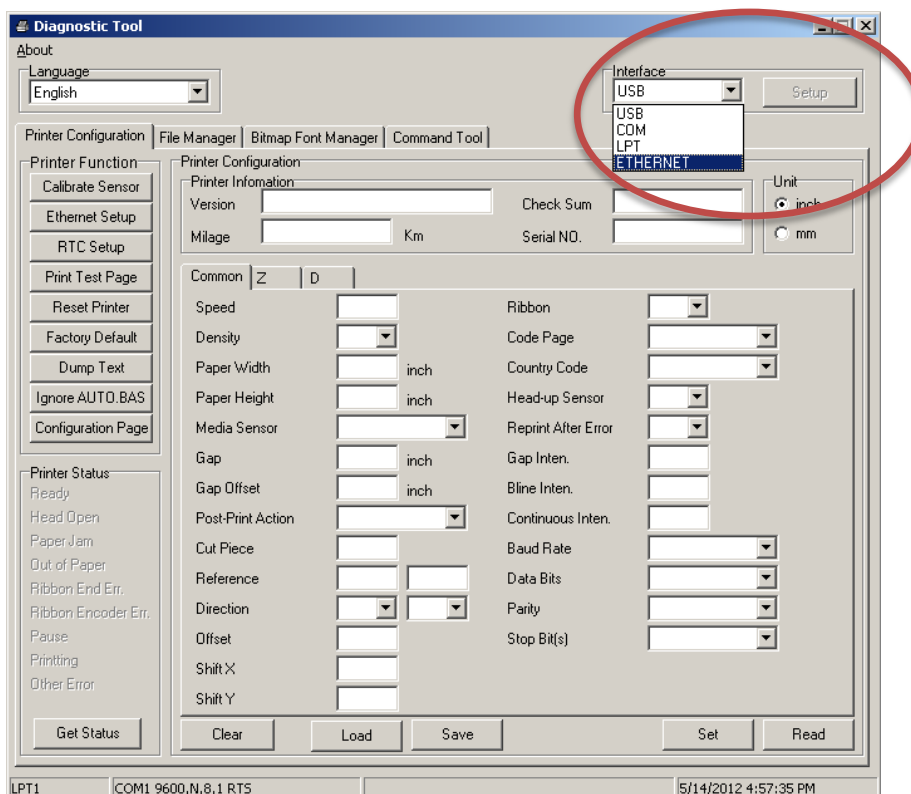 Diagnostic Tool
About
Language
English
Interface
USB
Setup
USB
COM
LPT
ETHERNET
Printer Configuration File Manager Bitmap Font Manager Command Tool
Printer Function
Calibrate Sensor
Ethernet Setup
RTC Setup
Print Test Page
Reset Printer
Factory Default
Dump Text
Ignore AUTO.BAS
Configuration Page
Printer Status
Ready
Head Open
Paper Jam
Out of Paper
Ribbon End Err.
Ribbon Encoder Err.
Pause
Printting
Other Error
Get Status
Printer Configuration
Printer Infomation
Version
Check Sum
Milage
Km
Serial NO.
Unit
inch
mm
Common Z D
Speed
Ribbon
Density
Code Page
Paper Width inch
Country Code
Paper Height inch
Head-up Sensor
Media Sensor
Reprint After Error
Gap inch
Gap Inten.
Gap Offset inch
Bline Inten.
Post-Print Action
Continuous Inten.
Cut Piece
Baud Rate
Reference
Data Bits
Direction
Parity
Offset
Stop Bit(s)
Shift X
Shift Y
Clear Load Save Set Read
LPT1 COM1 9600,N,8,1 RTS 5/14/2012 4:57:35 PM